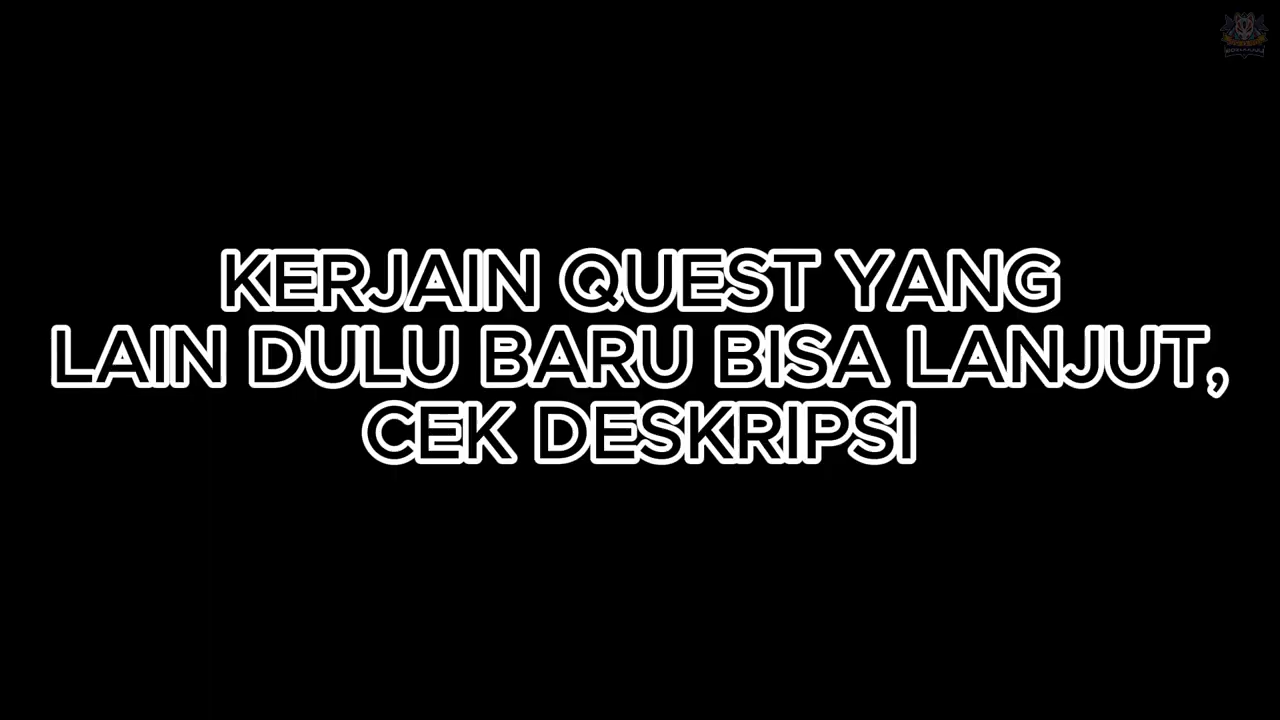 KERJAIN QUEST YANG
LAIN DULU BARU BISA LANJUT,
CEK DESKRIPSI